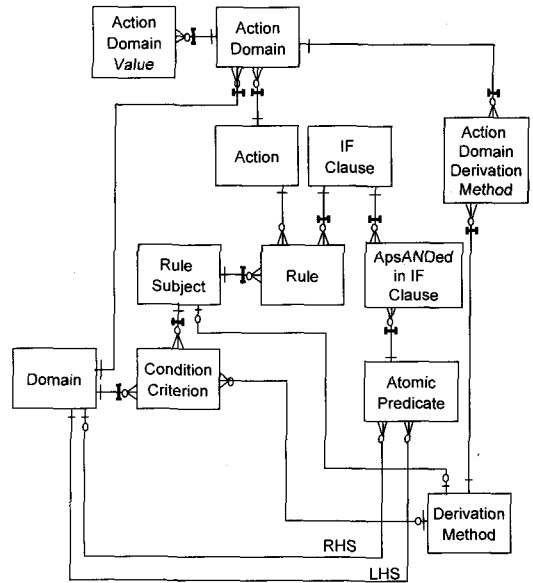 Action
Domain
Value
Action
Domain
Action
IF
Clause
Action
Domain
Derivation
Method
Rule
Subject
Rule
ApsANDed
in IF
Clause
Domain
Condition
Criterion
Atomic
Predicate
Derivation
Method
RHS
LHS